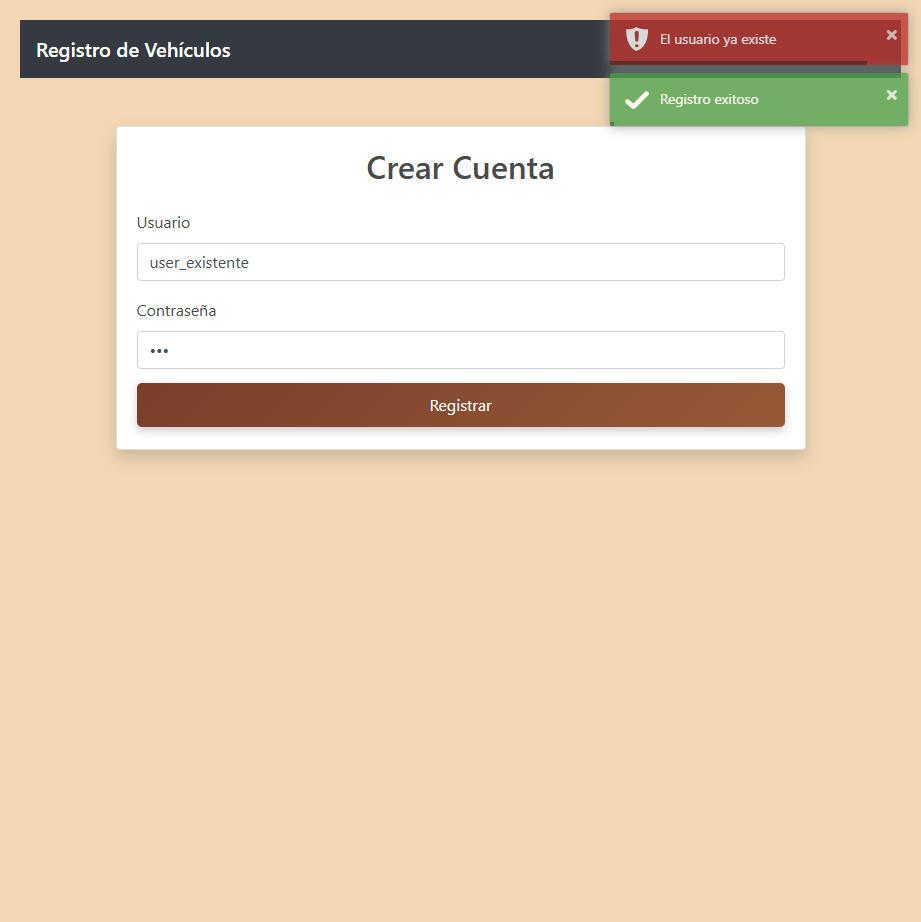 Registro de Vehículos
El usuario ya existe
Registro exitoso
Crear Cuenta
Usuario
user_existente
Contraseña
•••
Registrar